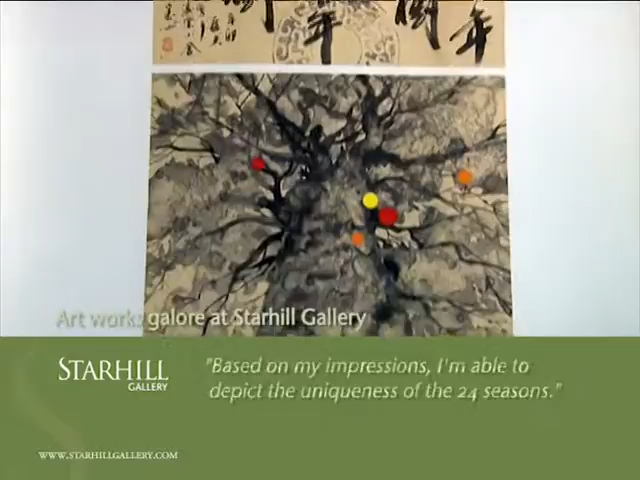 年
Art works galore at Starhill Gallery
STARHILL
GALLERY
"Based on my impressions, I'm able to
depict the uniqueness of the 24 seasons."
WWW.STARHILLGALLERY.COM